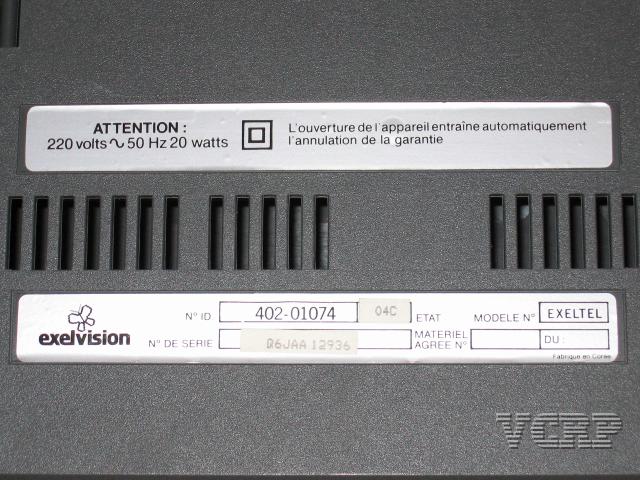 ATTENTION :
220 volts ∿ 50 Hz 20 watts
L'ouverture de l'appareil entraîne automatiquement
l'annulation de la garantie
exelvision
N° ID 402-01074 04C ETAT MODELE N° EXELTEL
N° DE SERIE Q6JAA 12936 MATERIEL AGREE N° DU :
Fabriqué en Corée
VCRP